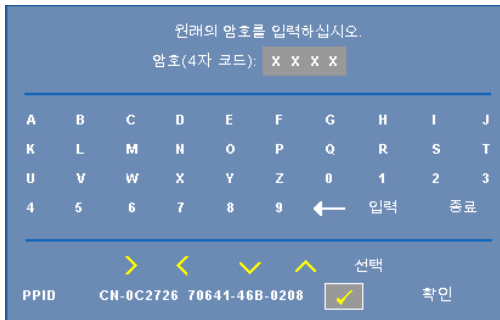 원래의 암호를 입력하십시오.
암호(4자 코드): X X X X
A B C D E F G H I J
K L M N O P Q R S T
U V W X Y Z 0 1 2 3
4 5 6 7 8 9 ← 입력 종료
> < ∨ ∧ 선택
PPID CN-0C2726 70641-46B-0208 ✓ 확인